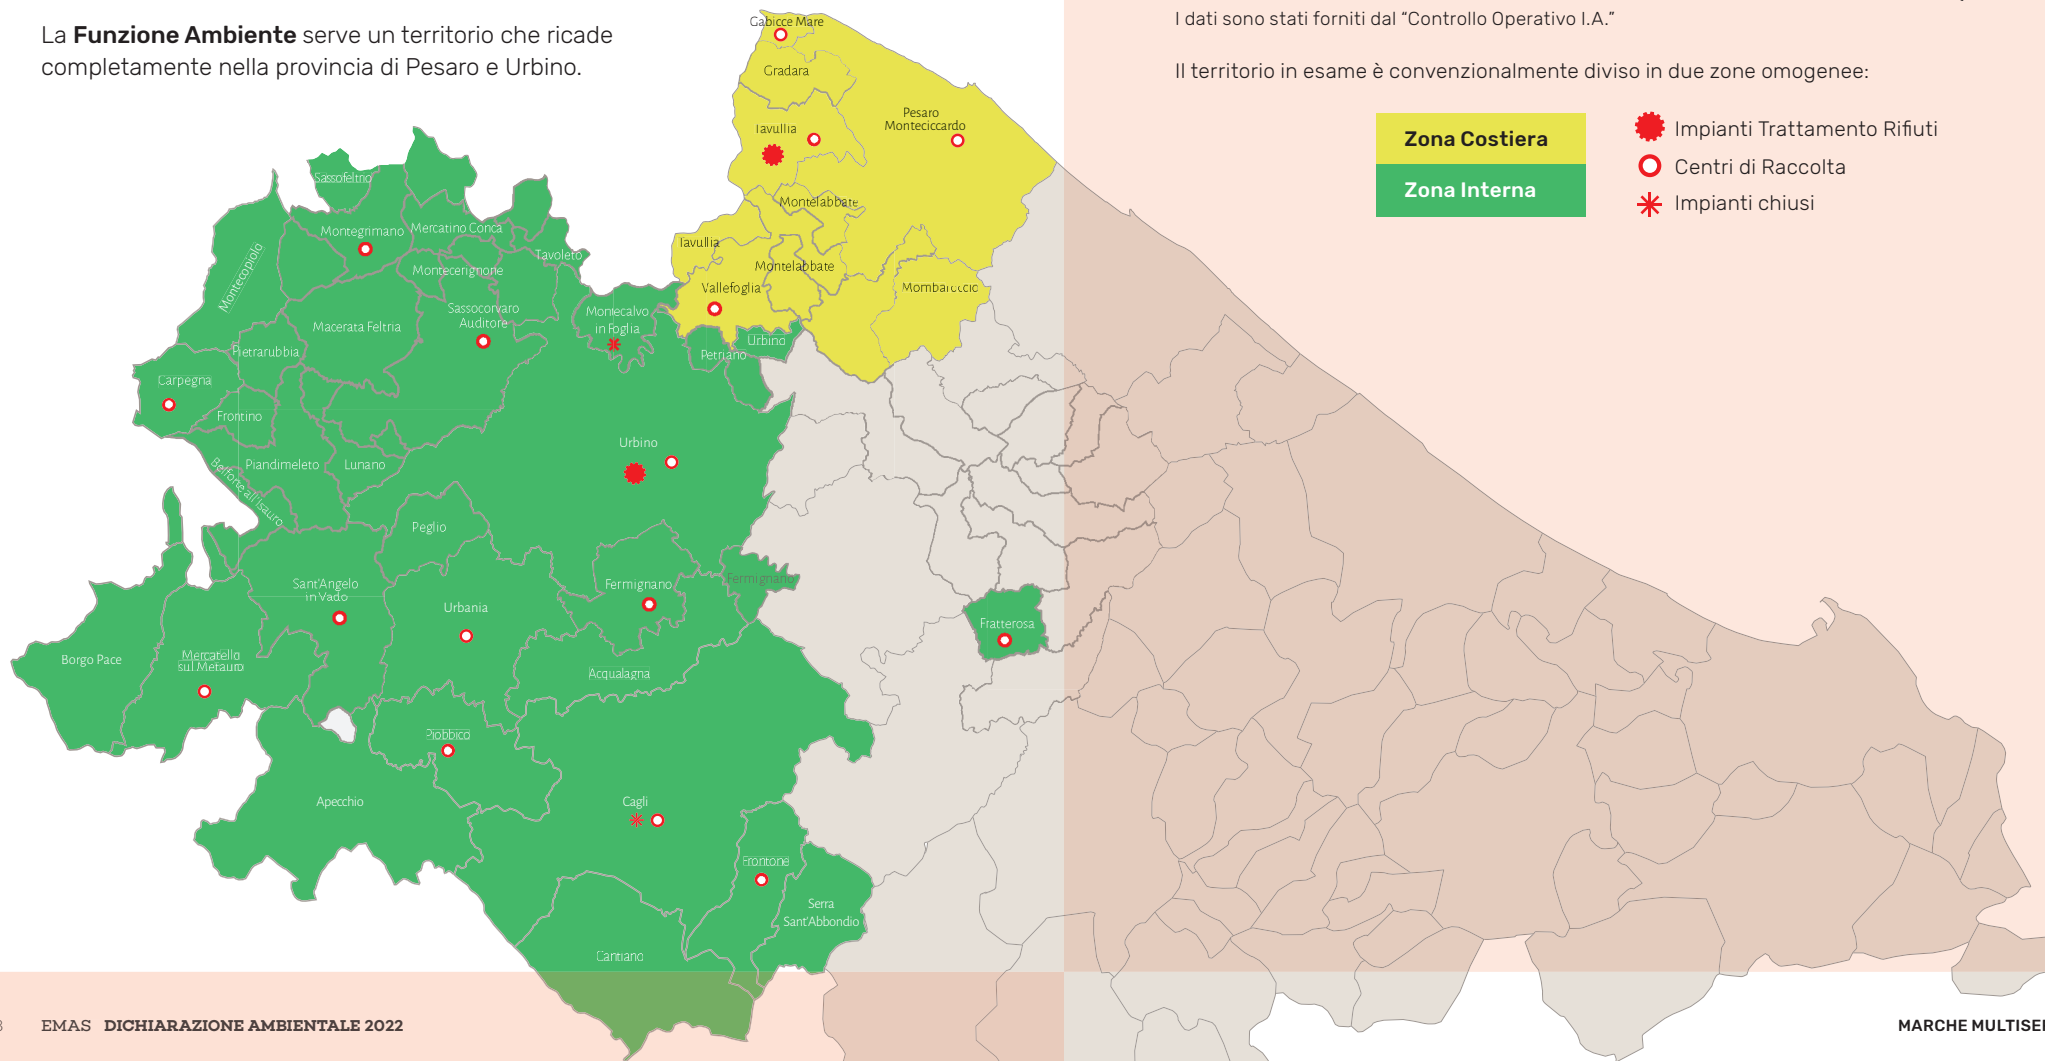 La Funzione Ambiente serve un territorio che ricade
completamente nella provincia di Pesaro e Urbino.
I dati sono stati forniti dal “Controllo Operativo I.A.”
Il territorio in esame è convenzionalmente diviso in due zone omogenee:
Zona Costiera
Zona Interna
Impianti Trattamento Rifiuti
Centri di Raccolta
Impianti chiusi
Gabicce Mare
Gradara
Pesaro
Monteciccardo
Tavullia
Montelabbate
Tavullia
Montelabbate
Vallefoglia
Mombaroccio
Sassofeltrio
Montegrimano
Mercatino Conca
Tavoleto
Montecopiolo
Montecerignone
Sassocorvaro
Auditore
Macerata Feltria
Montecalvo
in Foglia
Urbino
Petriano
Pietrarubbia
Carpegna
Frontino
Urbino
Piandimeleto
Lunano
Belforte all'Isauro
Peglio
Sant'Angelo
in Vado
Urbania
Fermignano
Fermignano
Fratterosa
Borgo Pace
Mercatello
sul Metauro
Acqualagna
Piobbico
Apecchio
Cagli
Frontone
Serra
Sant'Abbondio
Cantiano
EMAS DICHIARAZIONE AMBIENTALE 2022
MARCHE